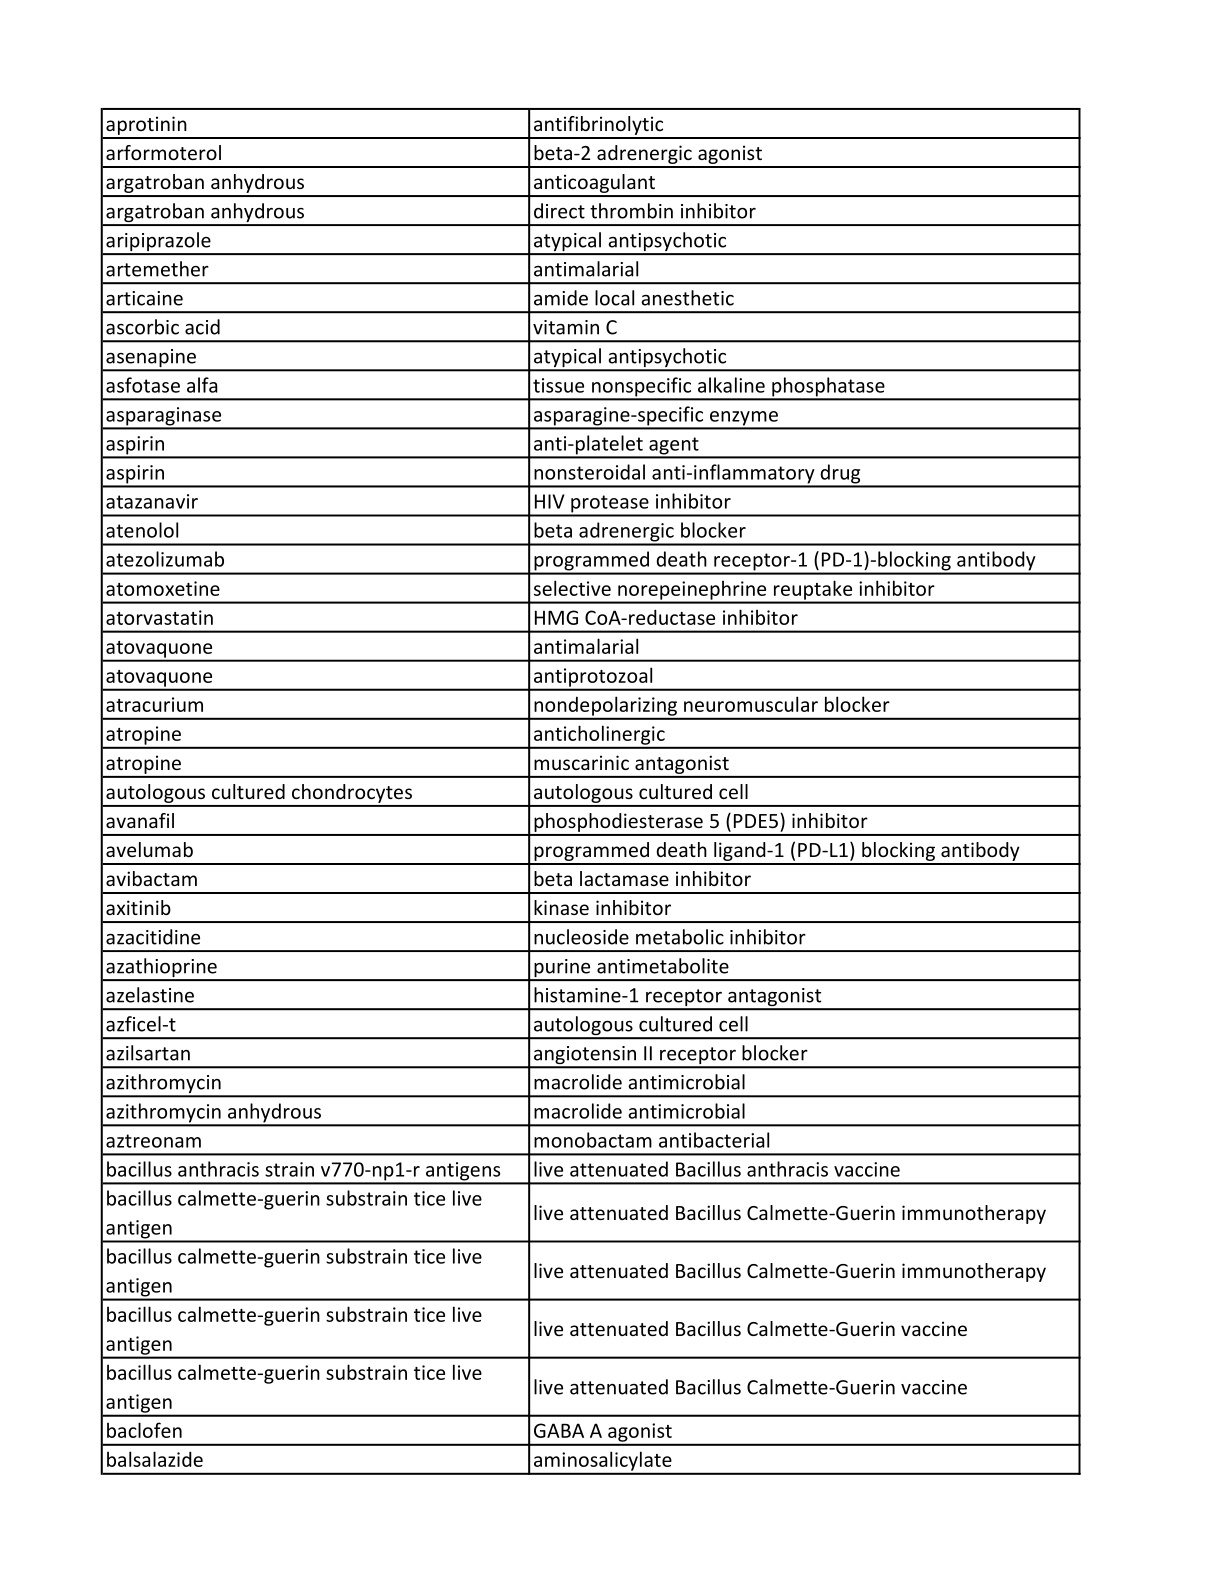 aprotinin antifibrinolytic
arformoterol beta-2 adrenergic agonist
argatroban anhydrous anticoagulant
argatroban anhydrous direct thrombin inhibitor
aripiprazole atypical antipsychotic
artemether antimalarial
articaine amide local anesthetic
ascorbic acid vitamin C
asenapine atypical antipsychotic
asfotase alfa tissue nonspecific alkaline phosphatase
asparaginase asparagine-specific enzyme
aspirin anti-platelet agent
aspirin nonsteroidal anti-inflammatory drug
atazanavir HIV protease inhibitor
atenolol beta adrenergic blocker
atezolizumab programmed death receptor-1 (PD-1)-blocking antibody
atomoxetine selective norepeinephrine reuptake inhibitor
atorvastatin HMG CoA-reductase inhibitor
atovaquone antimalarial
atovaquone antiprotozoal
atracurium nondepolarizing neuromuscular blocker
atropine anticholinergic
atropine muscarinic antagonist
autologous cultured chondrocytes autologous cultured cell
avanafil phosphodiesterase 5 (PDE5) inhibitor
avelumab programmed death ligand-1 (PD-L1) blocking antibody
avibactam beta lactamase inhibitor
axitinib kinase inhibitor
azacitidine nucleoside metabolic inhibitor
azathioprine purine antimetabolite
azelastine histamine-1 receptor antagonist
azficel-t autologous cultured cell
azilsartan angiotensin II receptor blocker
azithromycin macrolide antimicrobial
azithromycin anhydrous macrolide antimicrobial
aztreonam monobactam antibacterial
bacillus anthracis strain v770-np1-r antigens live attenuated Bacillus anthracis vaccine
bacillus calmette-guerin substrain tice live
antigen
live attenuated Bacillus Calmette-Guerin immunotherapy
bacillus calmette-guerin substrain tice live
antigen
live attenuated Bacillus Calmette-Guerin immunotherapy
bacillus calmette-guerin substrain tice live
antigen
live attenuated Bacillus Calmette-Guerin vaccine
bacillus calmette-guerin substrain tice live
antigen
live attenuated Bacillus Calmette-Guerin vaccine
baclofen GABA A agonist
balsalazide aminosalicylate